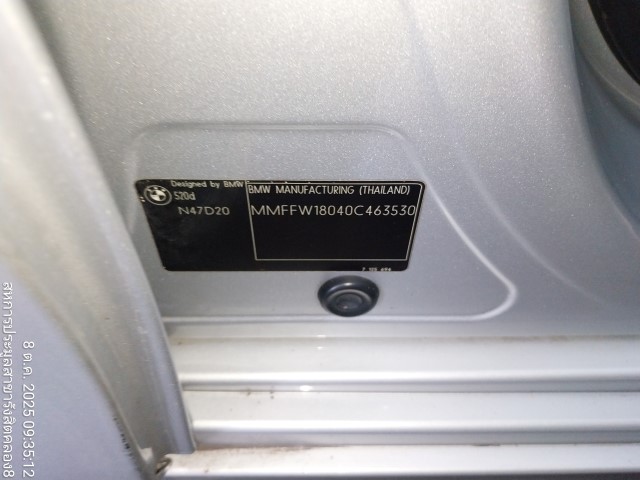 Designed by BMW
520d
N47D20
BMW MANUFACTURING (THAILAND)
MMFFW18040C463530
8 ต.ค. 2025 09:35:12